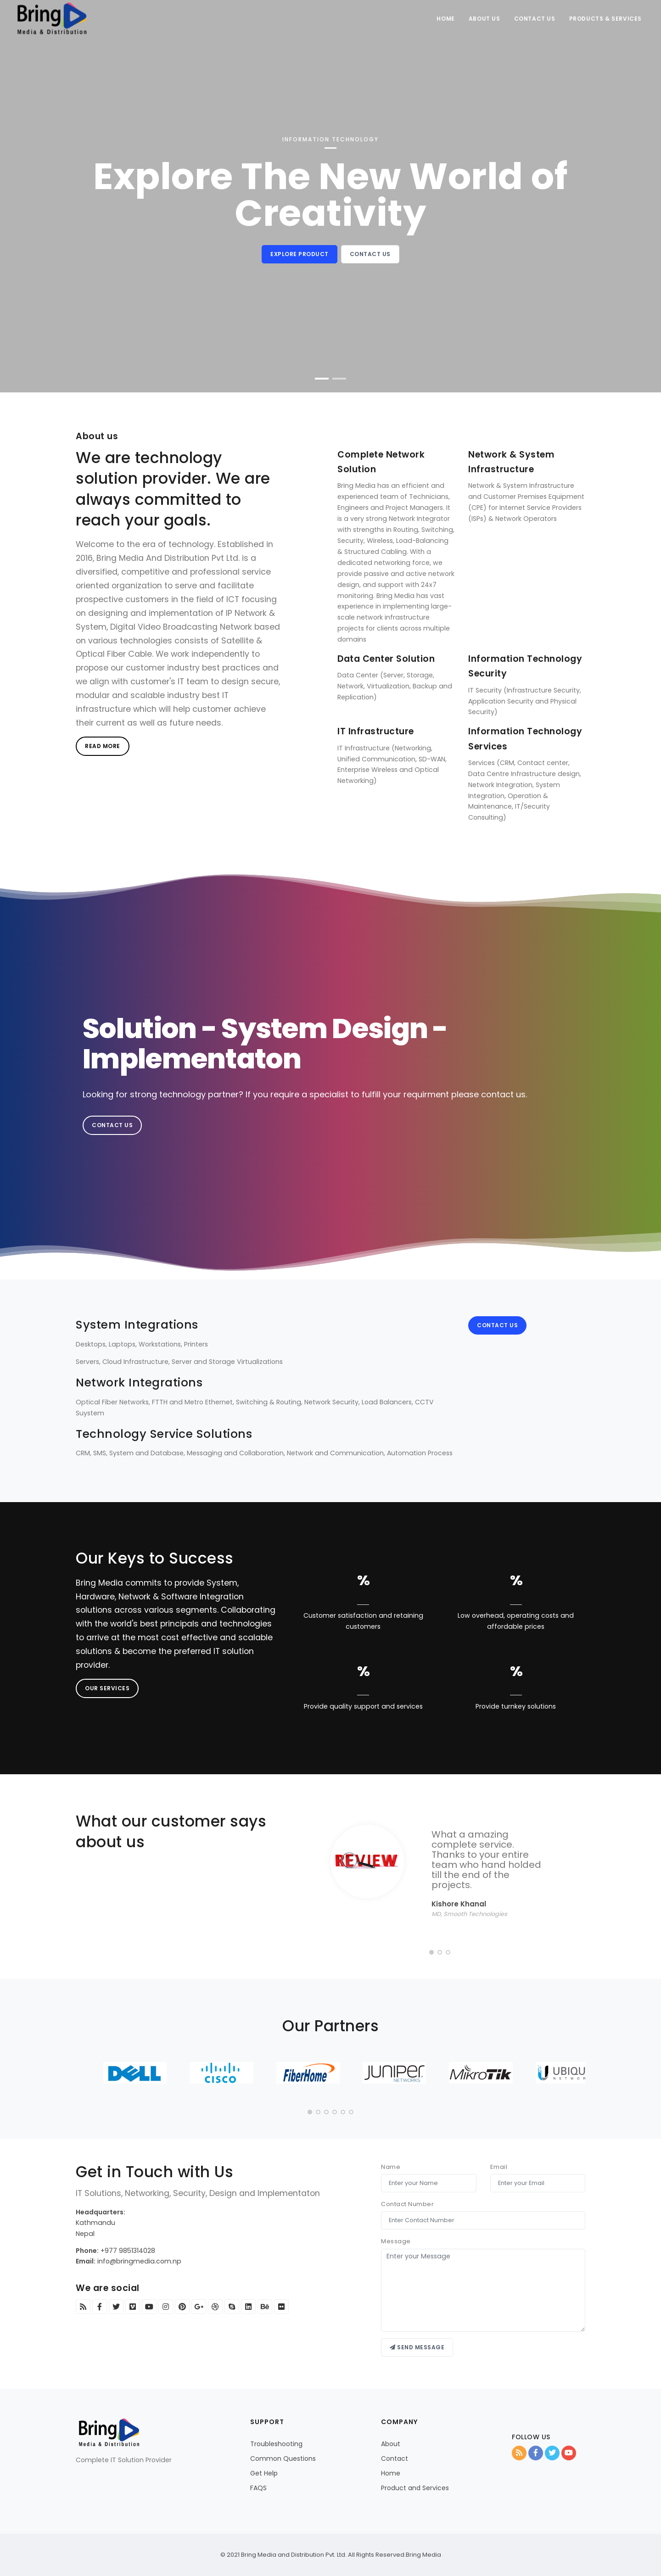 Bring
Media & Distribution
HOME
ABOUT US
CONTACT US
PRODUCTS & SERVICES
INFORMATION TECHNOLOGY
Explore The New World of
Creativity
EXPLORE PRODUCT
CONTACT US
About us
We are technology
solution provider. We are
always committed to
reach your goals.
Welcome to the era of technology. Established in
2016, Bring Media And Distribution Pvt Ltd. is a
diversified, competitive and professional service
oriented organization to serve and facilitate
prospective customers in the field of ICT focusing
on designing and implementation of IP Network &
System, Digital Video Broadcasting Network based
on various technologies consists of Satellite &
Optical Fiber Cable. We work independently to
propose our customer industry best practices and
we align with customer's IT team to design secure,
modular and scalable industry best IT
infrastructure which will help customer achieve
their current as well as future needs.
READ MORE
Complete Network
Solution
Bring Media has an efficient and
experienced team of Technicians,
Engineers and Project Managers. It
is a very strong Network Integrator
with strengths in Routing, Switching,
Security, Wireless, Load-Balancing
& Structured Cabling. With a
dedicated networking force, we
provide passive and active network
design, and support with 24x7
monitoring. Bring Media has vast
experience in implementing large-
scale network infrastructure
projects for clients across multiple
domains
Network & System
Infrastructure
Network & System Infrastructure
and Customer Premises Equipment
(CPE) for Internet Service Providers
(ISPs) & Network Operators
Data Center Solution
Data Center (Server, Storage,
Network, Virtualization, Backup and
Replication)
Information Technology
Security
IT Security (Infrastructure Security,
Application Security and Physical
Security)
IT Infrastructure
IT Infrastructure (Networking,
Unified Communication, SD-WAN,
Enterprise Wireless and Optical
Networking)
Information Technology
Services
Services (CRM, Contact center,
Data Centre Infrastructure design,
Network Integration, System
Integration, Operation &
Maintenance, IT/Security
Consulting)
Solution - System Design -
Implementaton
Looking for strong technology partner? If you require a specialist to fulfill your requirment please contact us.
CONTACT US
System Integrations
Desktops, Laptops, Workstations, Printers
Servers, Cloud Infrastructure, Server and Storage Virtualizations
Network Integrations
Optical Fiber Networks, FTTH and Metro Ethernet, Switching & Routing, Network Security, Load Balancers, CCTV
Suystem
Technology Service Solutions
CRM, SMS, System and Database, Messaging and Collaboration, Network and Communication, Automation Process
CONTACT US
Our Keys to Success
Bring Media commits to provide System,
Hardware, Network & Software Integration
solutions across various segments. Collaborating
with the world's best principals and technologies
to arrive at the most cost effective and scalable
solutions & become the preferred IT solution
provider.
OUR SERVICES
%
Customer satisfaction and retaining
customers
%
Low overhead, operating costs and
affordable prices
%
Provide quality support and services
%
Provide turnkey solutions
What our customer says
about us
REVIEW
What a amazing
complete service.
Thanks to your entire
team who hand holded
till the end of the
projects.
Kishore Khanal
MD, Smooth Technologies
Our Partners
DELL
CISCO
FiberHome
JUNIPER
NETWORKS
MikroTik
UBIQU
NETWOR
Get in Touch with Us
IT Solutions, Networking, Security, Design and Implementaton
Headquarters:
Kathmandu
Nepal
Phone: +977 9851314028
Email: info@bringmedia.com.np
We are social
G+
Bē
Name
Enter your Name
Email
Enter your Email
Contact Number
Enter Contact Number
Message
Enter your Message
SEND MESSAGE
Bring
Media & Distribution
Complete IT Solution Provider
SUPPORT
Troubleshooting
Common Questions
Get Help
FAQS
COMPANY
About
Contact
Home
Product and Services
FOLLOW US
© 2021 Bring Media and Distribution Pvt. Ltd. All Rights Reserved.Bring Media